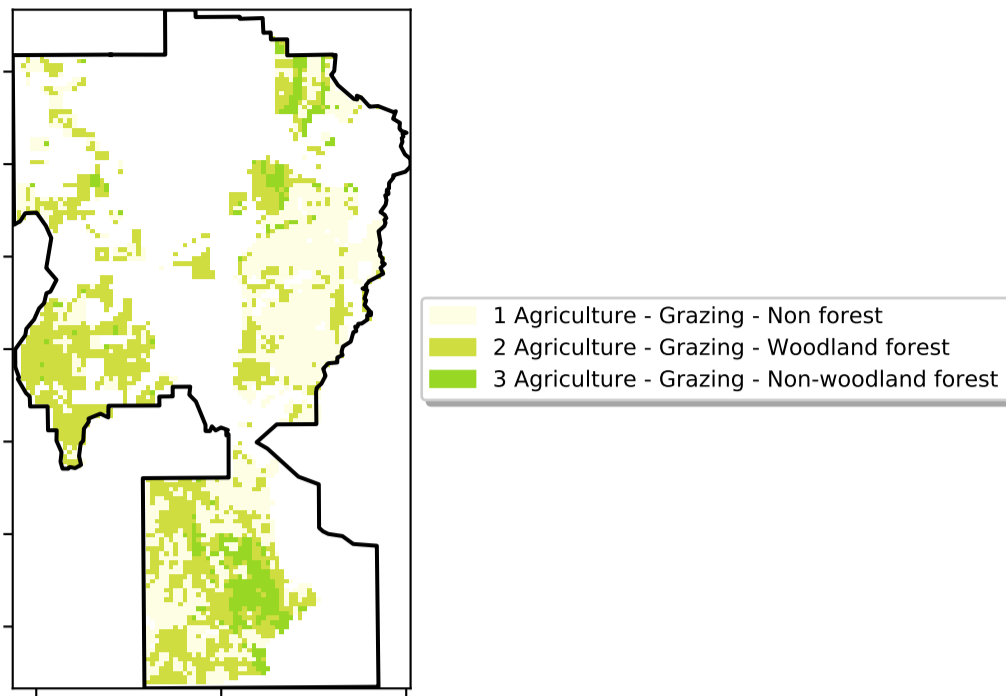 1 Agriculture - Grazing - Non forest
2 Agriculture - Grazing - Woodland forest
3 Agriculture - Grazing - Non-woodland forest